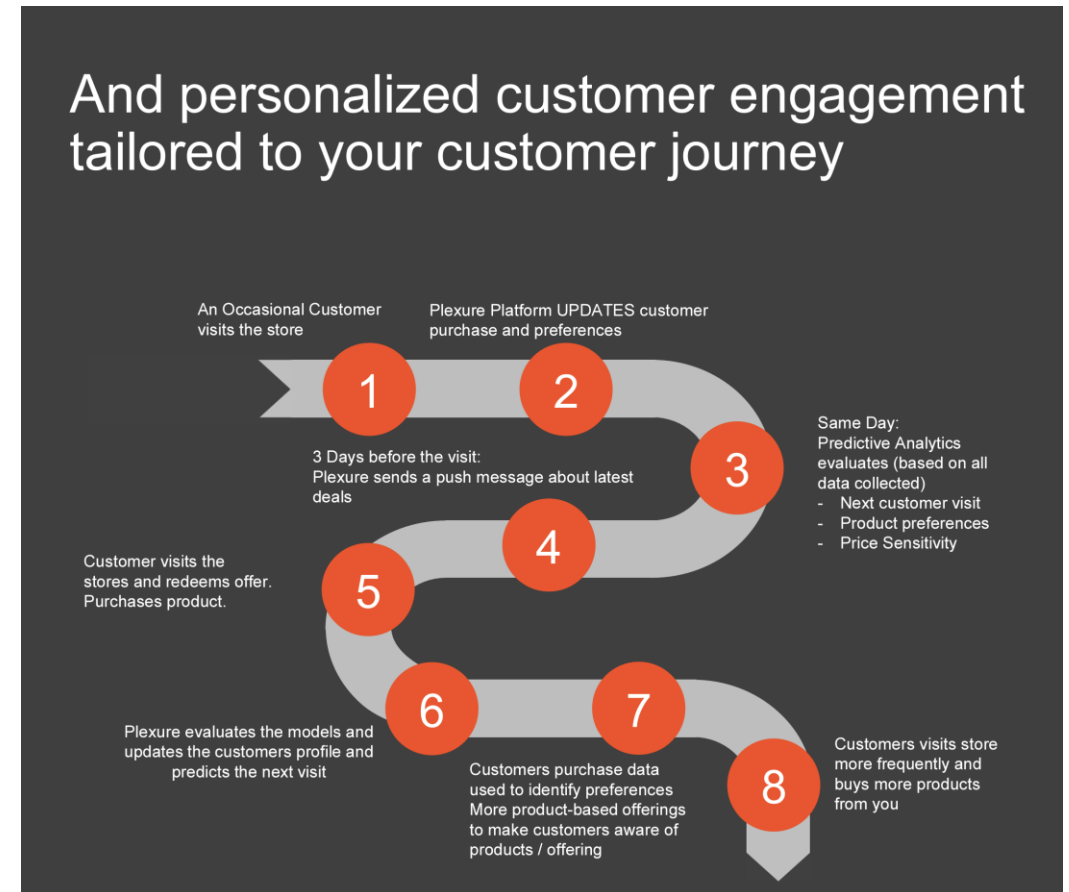 And personalized customer engagement
tailored to your customer journey
An Occasional Customer
visits the store
Plexure Platform UPDATES customer
purchase and preferences
1
2
Same Day:
Predictive Analytics
evaluates (based on all
data collected)
- Next customer visit
- Product preferences
- Price Sensitivity
3
3 Days before the visit:
Plexure sends a push message about latest
deals
4
Customer visits the
stores and redeems offer.
Purchases product.
5
6
Plexure evaluates the models and
updates the customers profile and
predicts the next visit
7
Customers purchase data
used to identify preferences
More product-based offerings
to make customers aware of
products / offering
8
Customers visits store
more frequently and
buys more products
from you